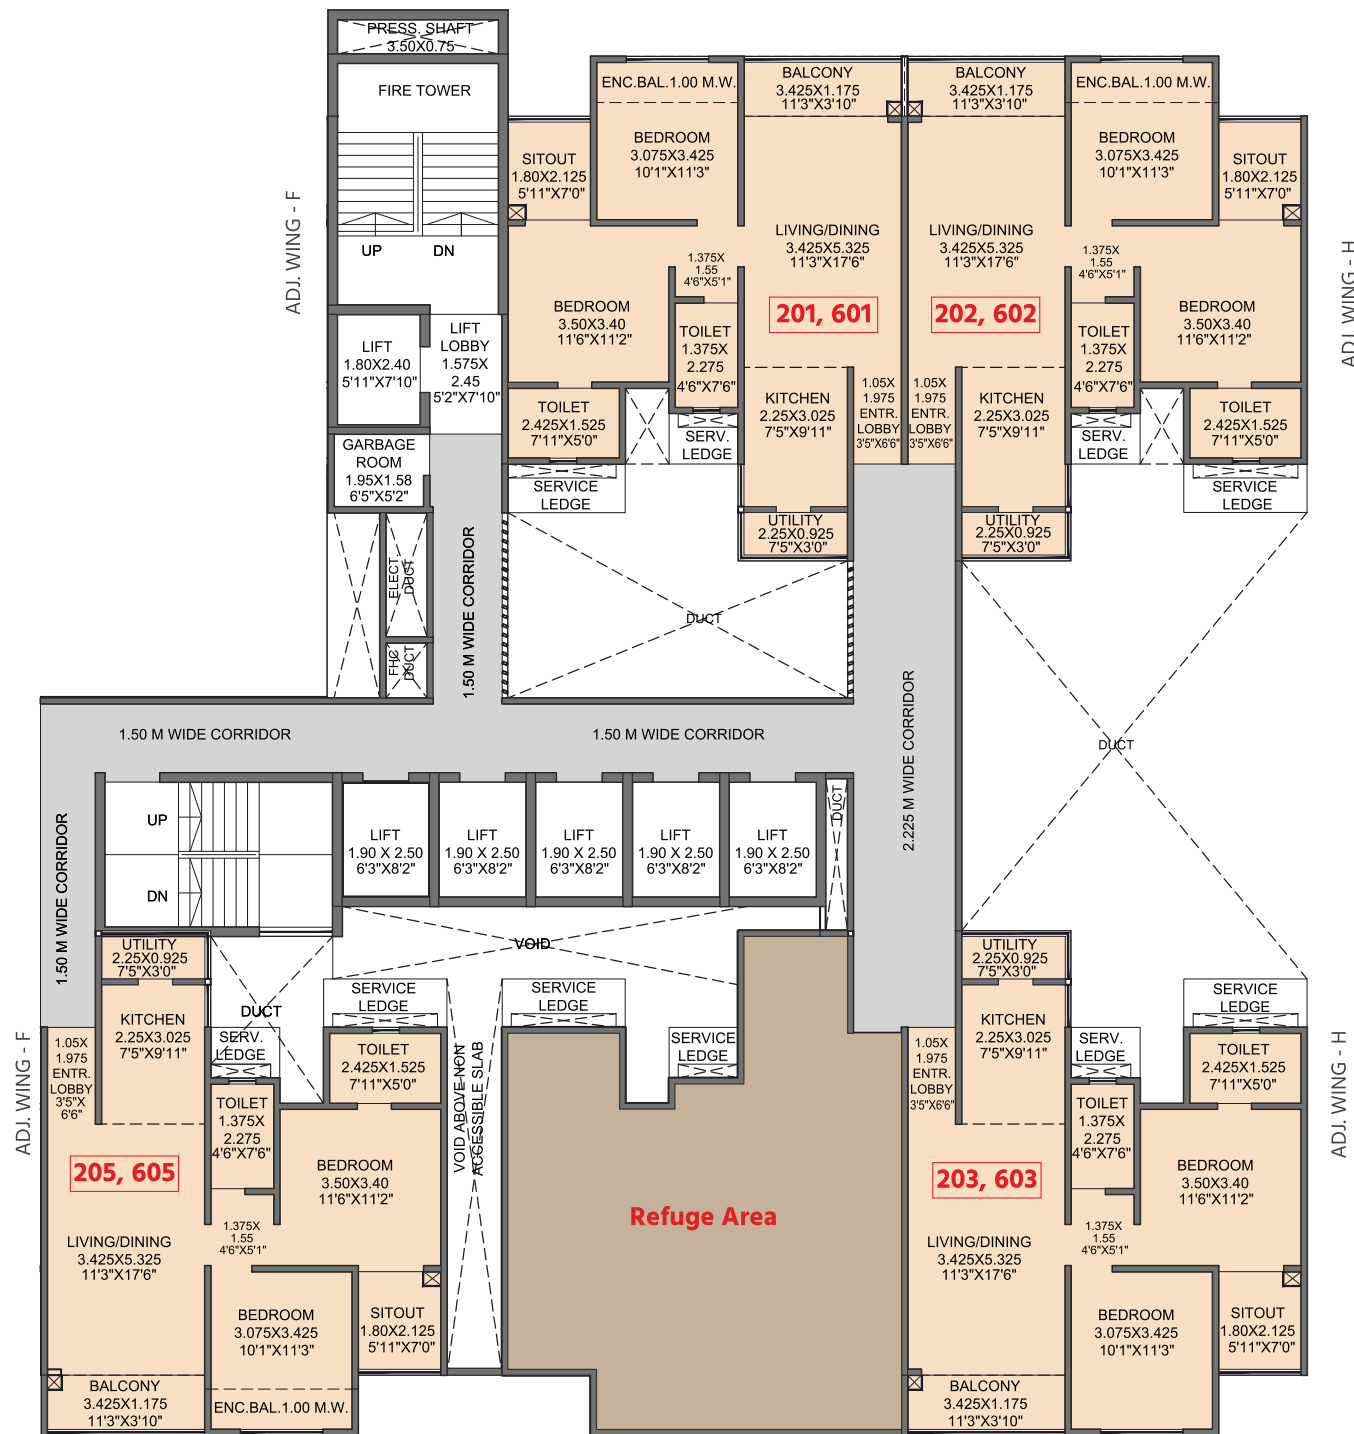 PRESS. SHAFT
3.50X0.75
FIRE TOWER
UP
DN
ADJ. WING - F
LIFT
1.80X2.40
5'11"X7'10"
LIFT
LOBBY
1.575X
2.45
5'2"X7'10"
GARBAGE
ROOM
1.95X1.58
6'5"X5'2"
ELECT.
DUCT
FHC
DUCT
1.50 M WIDE CORRIDOR
ENC.BAL.1.00 M.W.
BEDROOM
3.075X3.425
10'1"X11'3"
SITOUT
1.80X2.125
5'11"X7'0"
BALCONY
3.425X1.175
11'3"X3'10"
LIVING/DINING
3.425X5.325
11'3"X17'6"
1.375X
1.55
4'6"X5'1"
201, 601
BEDROOM
3.50X3.40
11'6"X11'2"
TOILET
1.375X
2.275
4'6"X7'6"
TOILET
2.425X1.525
7'11"X5'0"
KITCHEN
2.25X3.025
7'5"X9'11"
1.05X
1.975
ENTR.
LOBBY
3'5"X6'6"
SERV.
LEDGE
SERVICE
LEDGE
UTILITY
2.25X0.925
7'5"X3'0"
DUCT
BALCONY
3.425X1.175
11'3"X3'10"
ENC.BAL.1.00 M.W.
BEDROOM
3.075X3.425
10'1"X11'3"
SITOUT
1.80X2.125
5'11"X7'0"
LIVING/DINING
3.425X5.325
11'3"X17'6"
1.375X
1.55
4'6"X5'1"
202, 602
BEDROOM
3.50X3.40
11'6"X11'2"
ADJ. WING - H
TOILET
1.375X
2.275
4'6"X7'6"
TOILET
2.425X1.525
7'11"X5'0"
1.05X
1.975
ENTR.
LOBBY
3'5"X6'6"
KITCHEN
2.25X3.025
7'5"X9'11"
SERV.
LEDGE
SERVICE
LEDGE
UTILITY
2.25X0.925
7'5"X3'0"
DUCT
1.50 M WIDE CORRIDOR
1.50 M WIDE CORRIDOR
2.225 M WIDE CORRIDOR
1.50 M WIDE CORRIDOR
UP
DN
LIFT
1.90 X 2.50
6'3"X8'2"
LIFT
1.90 X 2.50
6'3"X8'2"
LIFT
1.90 X 2.50
6'3"X8'2"
LIFT
1.90 X 2.50
6'3"X8'2"
LIFT
1.90 X 2.50
6'3"X8'2"
DUCT
VOID
UTILITY
2.25X0.925
7'5"X3'0"
DUCT
SERVICE
LEDGE
SERV.
LEDGE
KITCHEN
2.25X3.025
7'5"X9'11"
1.05X
1.975
ENTR.
LOBBY
3'5"X
6'6"
ADJ. WING - F
TOILET
2.425X1.525
7'11"X5'0"
TOILET
1.375X
2.275
4'6"X7'6"
205, 605
BEDROOM
3.50X3.40
11'6"X11'2"
1.375X
1.55
4'6"X5'1"
LIVING/DINING
3.425X5.325
11'3"X17'6"
BEDROOM
3.075X3.425
10'1"X11'3"
SITOUT
1.80X2.125
5'11"X7'0"
BALCONY
3.425X1.175
11'3"X3'10"
ENC.BAL.1.00 M.W.
VOID ABOVE NON
ACCESSIBLE SLAB
SERVICE
LEDGE
SERVICE
LEDGE
Refuge Area
UTILITY
2.25X0.925
7'5"X3'0"
SERVICE
LEDGE
KITCHEN
2.25X3.025
7'5"X9'11"
SERV.
LEDGE
TOILET
2.425X1.525
7'11"X5'0"
1.05X
1.975
ENTR.
LOBBY
3'5"X6'6"
TOILET
1.375X
2.275
4'6"X7'6"
ADJ. WING - H
203, 603
BEDROOM
3.50X3.40
11'6"X11'2"
1.375X
1.55
4'6"X5'1"
LIVING/DINING
3.425X5.325
11'3"X17'6"
BEDROOM
3.075X3.425
10'1"X11'3"
SITOUT
1.80X2.125
5'11"X7'0"
BALCONY
3.425X1.175
11'3"X3'10"